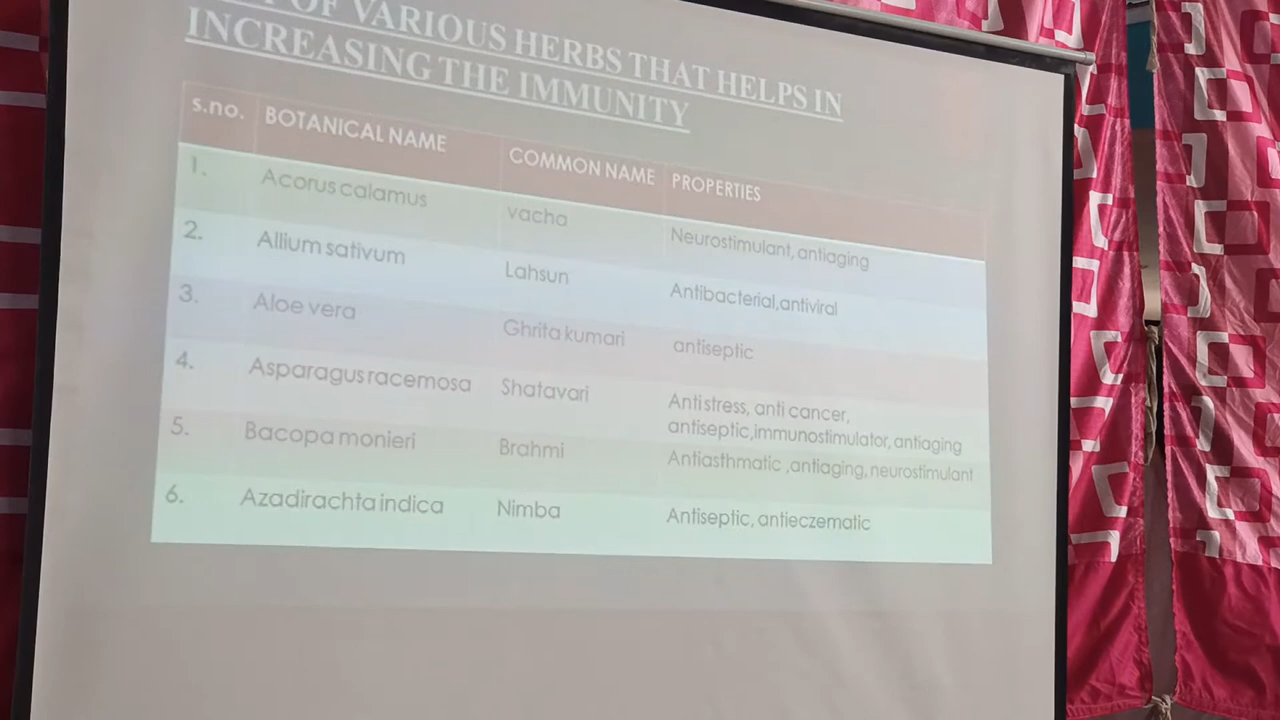 OF VARIOUS HERBS THAT HELPS IN
INCREASING THE IMMUNITY
s.no. BOTANICAL NAME COMMON NAME PROPERTIES
1. Acorus calamus vacha Neurostimulant, antiaging
2. Allium sativum Lahsun Antibacterial,antiviral
3. Aloe vera Ghrita kumari antiseptic
4. Asparagus racemosa Shatavari Antistress, anti cancer,
antiseptic,immunostimulator, antiaging
5. Bacopa monieri Brahmi Antiasthmatic ,antiaging, neurostimulant
6. Azadirachta indica Nimba Antiseptic, antieczematic